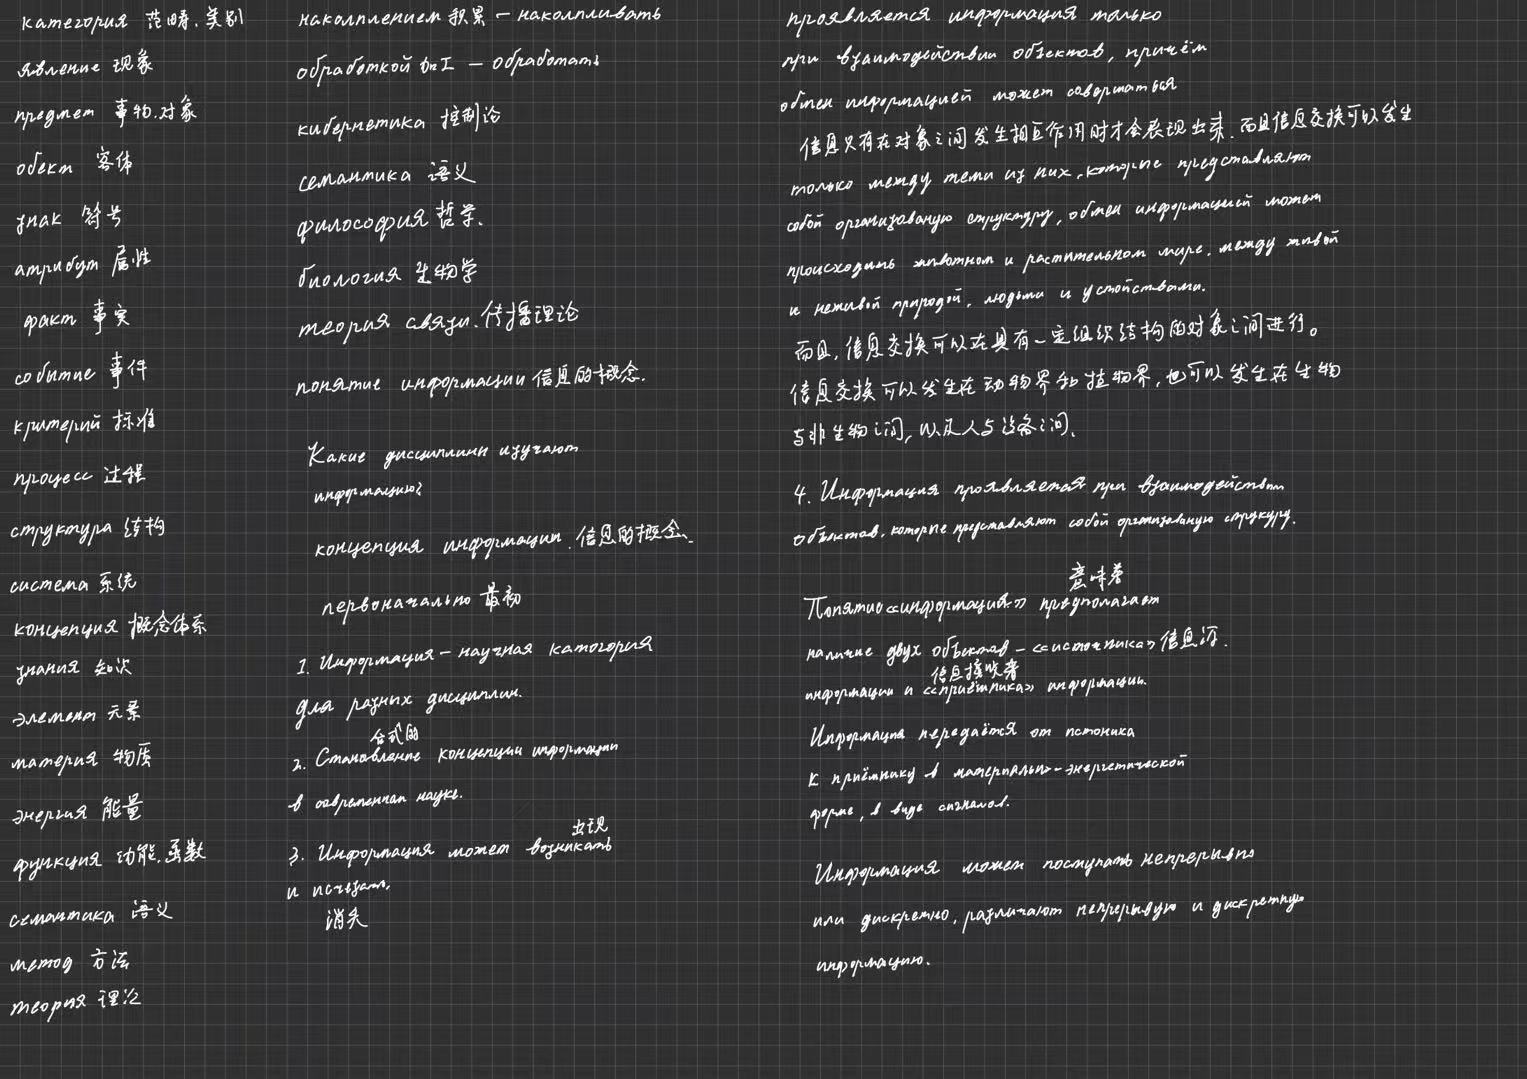 категория 范畴.类别
явление 现象
предмет 事物.对象
обект 客体
знак 符号
атрибут 属性
факт 事实
событие 事件
критерий 标准
процесс 过程
структура 结构
система 系统
концепция 概念体系
знания 知识
элемент 元素
материя 物质
энергия 能量
функция 功能.函数
семантика 语义
метод 方法
теория 理论
накоплением 积累 — накапливать
обработкой 加工 — обработать
кибернетика 控制论
семантика 语义
философия 哲学.
биология 生物学
теория связи.传播理论
понятие информации 信息的概念.
Какие дисциплины изучают
информацию?
концепция информации.信息的概念.
первоначально 最初
1. Информация — научная категория
для разных дисциплин.
2. Становление концепции информации
в современная науке.
出现
3. Информация может возникать
и исчезать.
消失
проявляется информация только
при взаимодействии объектов, причём
обмен информацией может совершаться
信息只有在对象之间发生相互作用时才会展现出来.而且信息交换可以发生
только между теми из них, которые представляют
собой организованую структуру, обмен информацией может
происходить животном и растительном мире, между живой
и неживой природой, людьми и устойствами.
而且,信息交换可以在具有一定组织结构的对象之间进行。
信息交换可以发生在动物界和植物界,也可以发生在生物
与非生物之间,以及人与设备之间.
4. Информация проявляется при взаимодействии
объектов, которые представляют собой организованую структуру.
意味着
Понятие «информация» предполагает
наличие двух объектов — «источника» 信息源.
信息接收者
информации и «приёмника» информации.
Информация передаётся от истоника
к приёмнику в материально-энергетической
форме, в виде сигналов.
Информация может поступать непрерывно
или дискретно, различают непрерывую и дискретную
информацию.